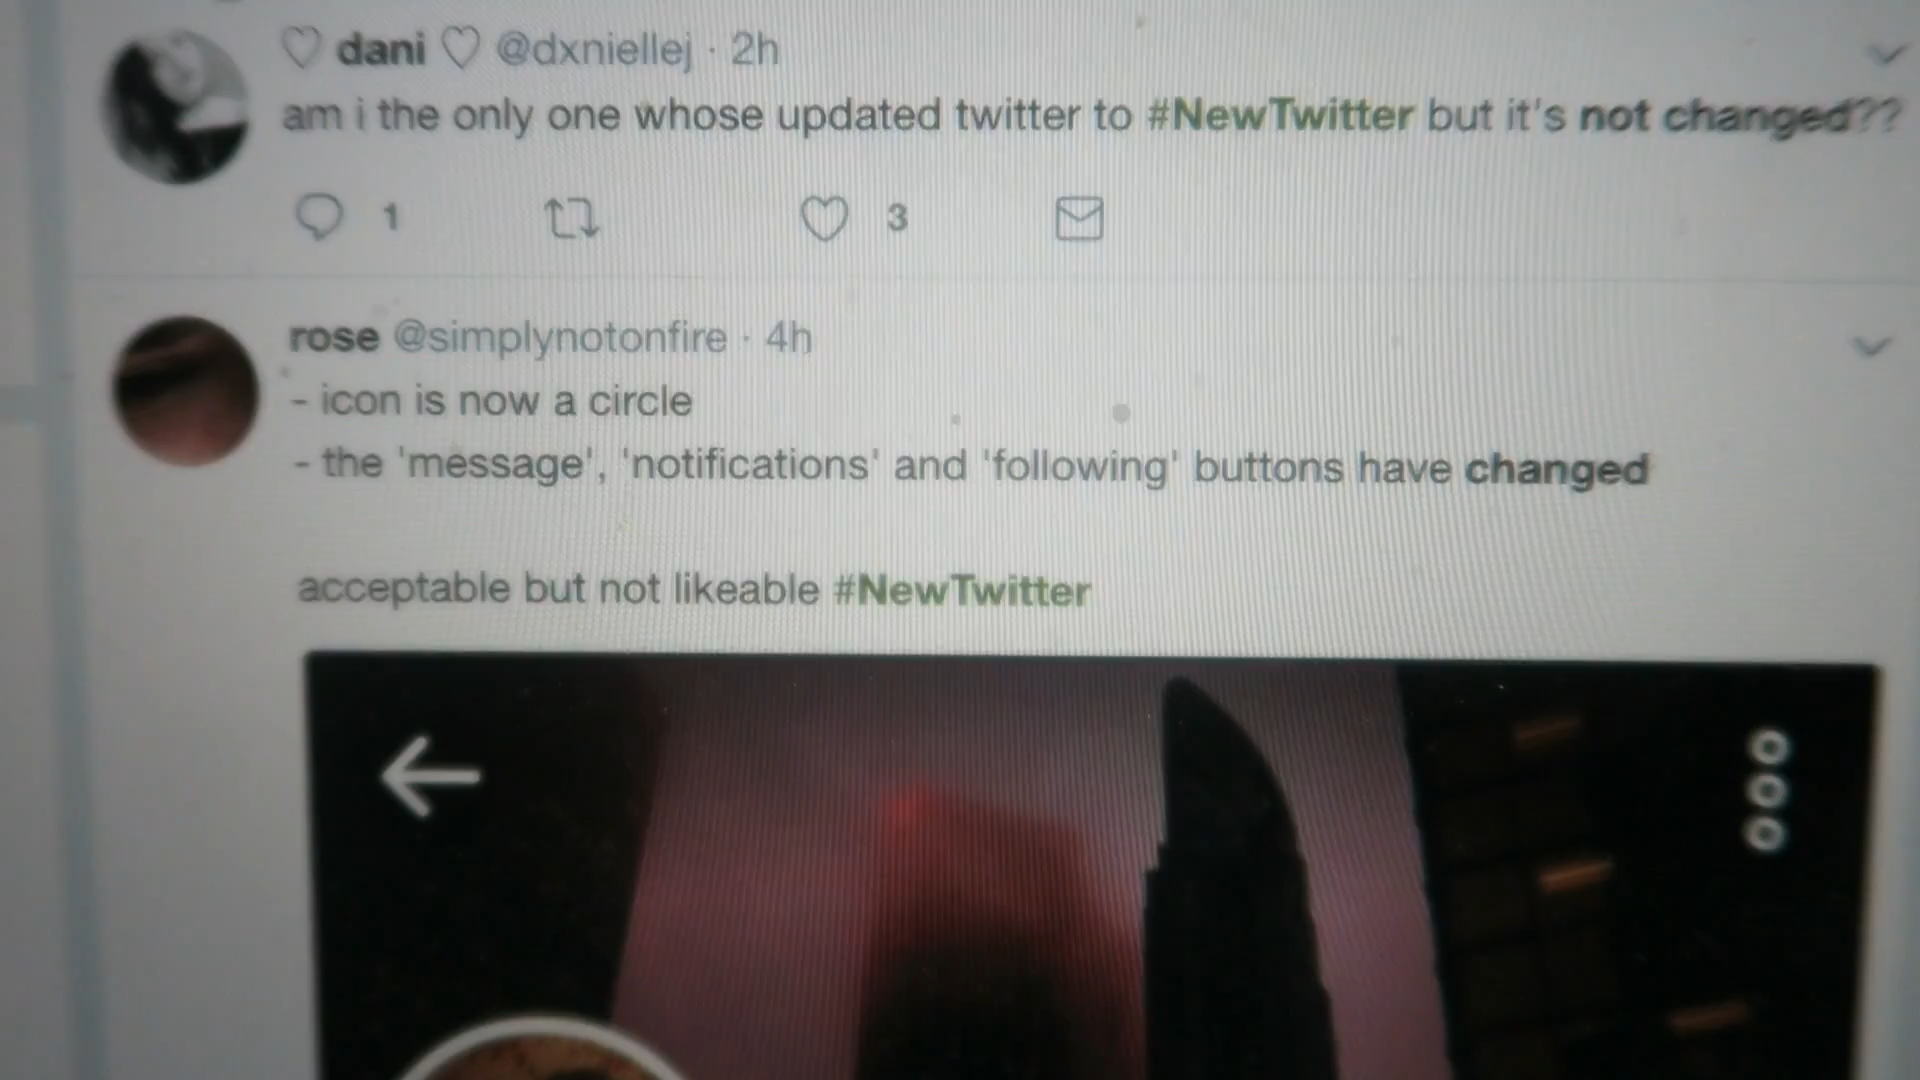 ♡ dani ♡ @dxniellej · 2h
am i the only one whose updated twitter to #NewTwitter but it's not changed??
1 3
rose @simplynotonfire · 4h
- icon is now a circle
- the 'message', 'notifications' and 'following' buttons have changed
acceptable but not likeable #NewTwitter